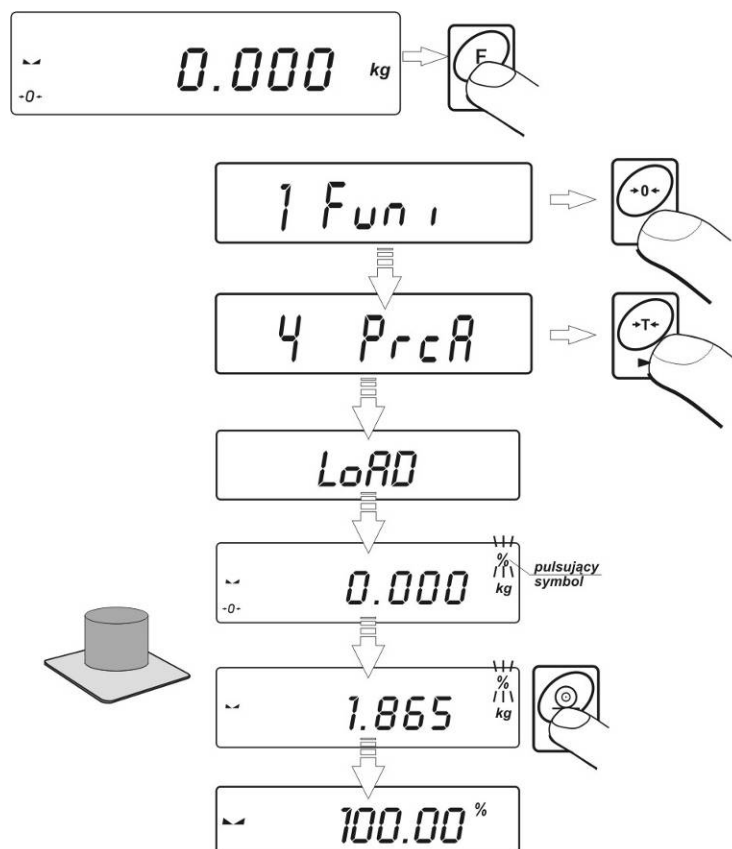 0.000 kg
F
→0←
1 Funi
→0←
4 PrcA
→T←
LoAD
%
0.000 kg
→0←
pulsujący
symbol
%
1.865 kg
100.00 %